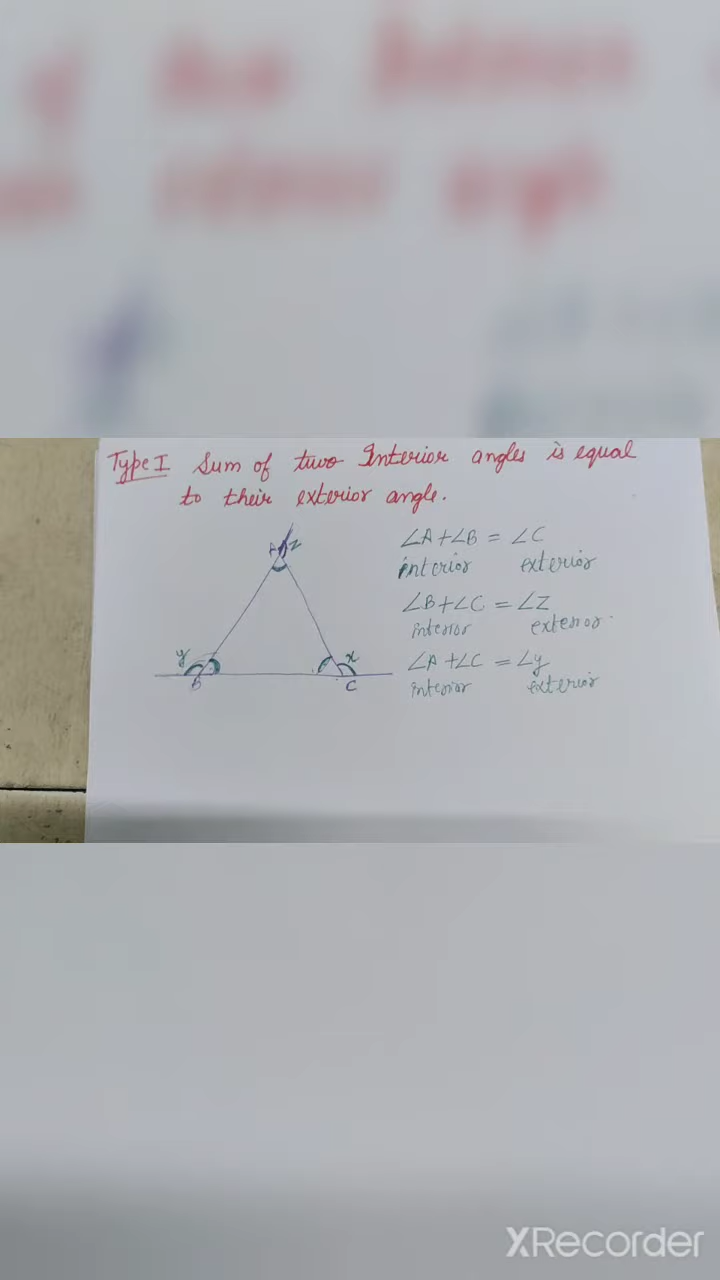 Type I Sum of two Interior angles is equal
to their exterior angle.
A z
∠A+∠B = ∠C
interior exterior
∠B+∠C = ∠Z
interior exterior.
y x
∠A+∠C = ∠y
B C
interior exterior
XRecorder